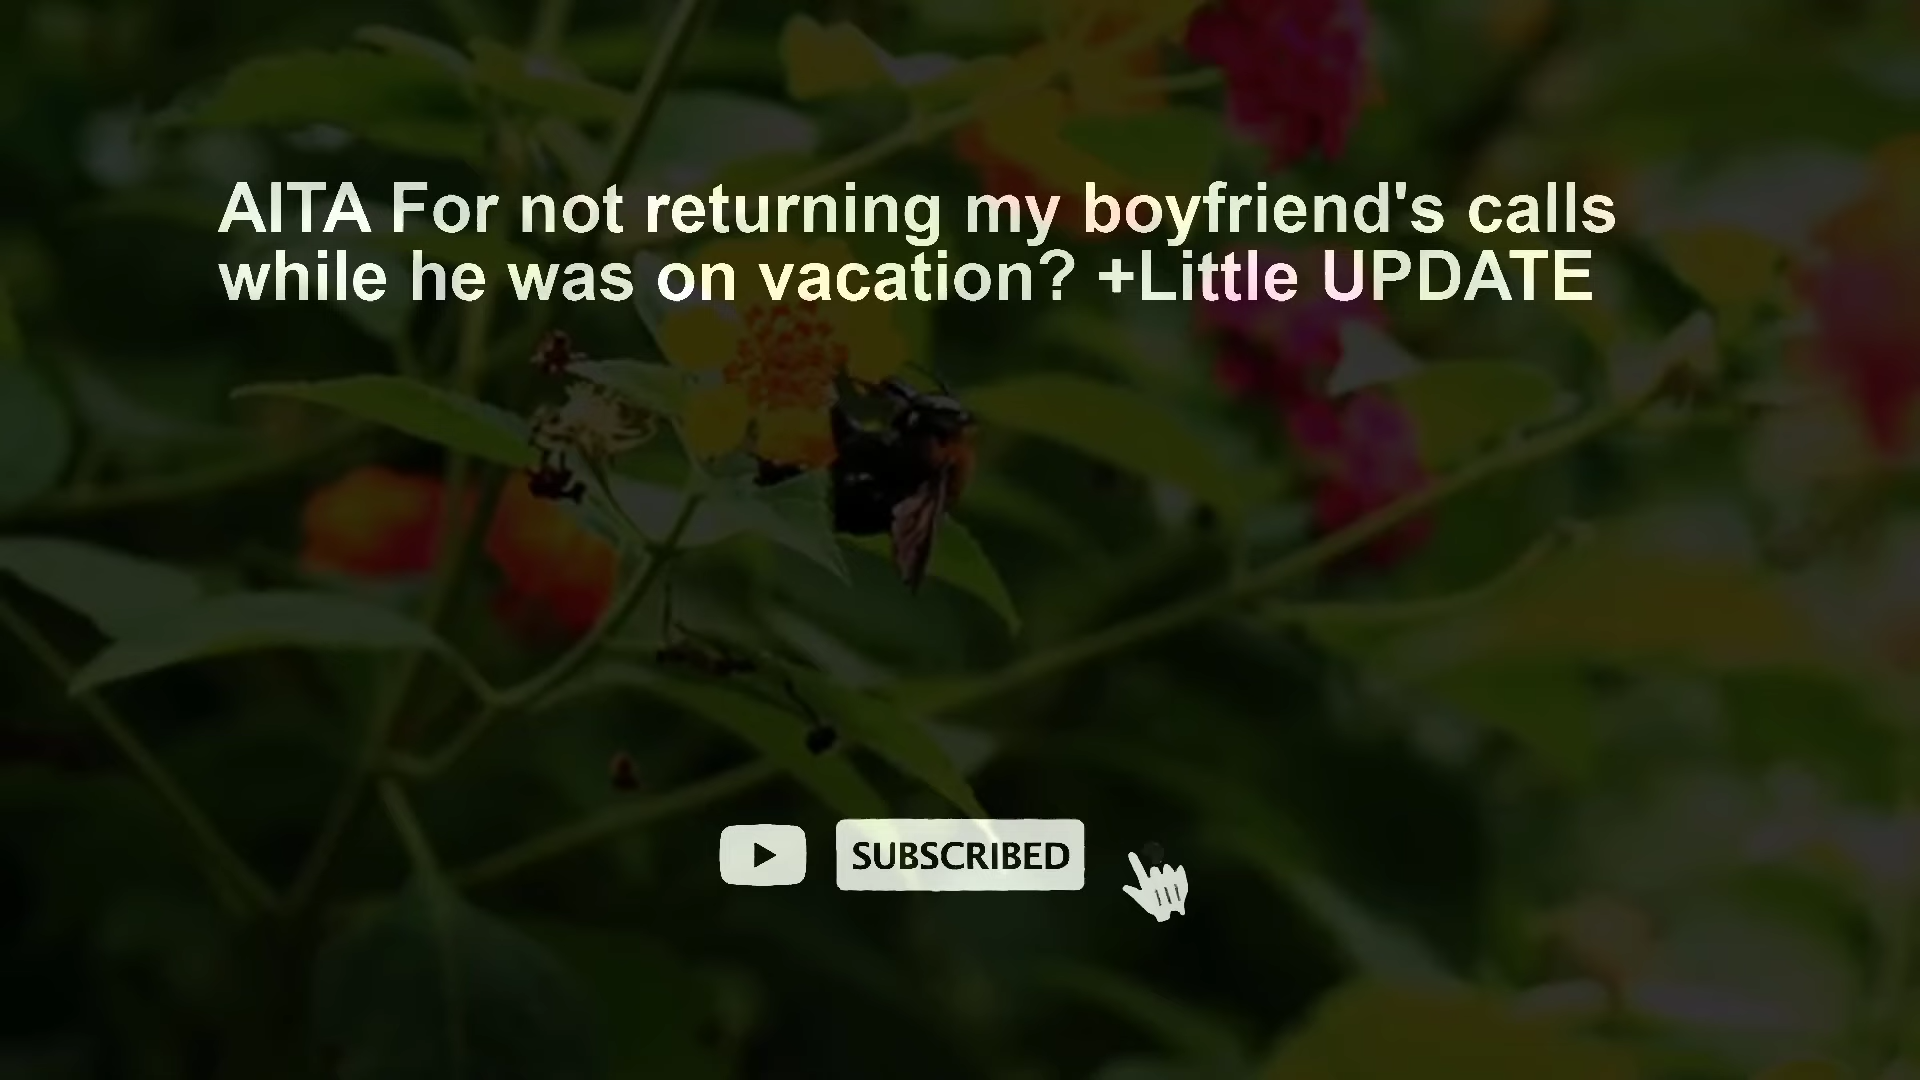 AITA For not returning my boyfriend's calls
while he was on vacation? +Little UPDATE
SUBSCRIBED